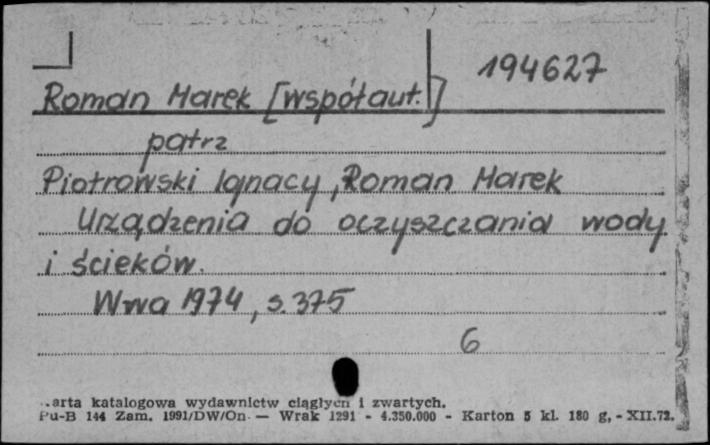 194627
Roman Marek [współaut.]
patrz
Piotrowski Ignacy, Roman Marek
Urządzenia do oczyszczania wody
i ścieków.
Wwa 1974, s. 375
6
arta katalogowa wydawnictw ciągłych i zwartych.
Pu-B 144 Zam. 1991/DW/On. — Wrak 1291 - 4.350.000 - Karton 5 kl. 180 g, - XII.72.